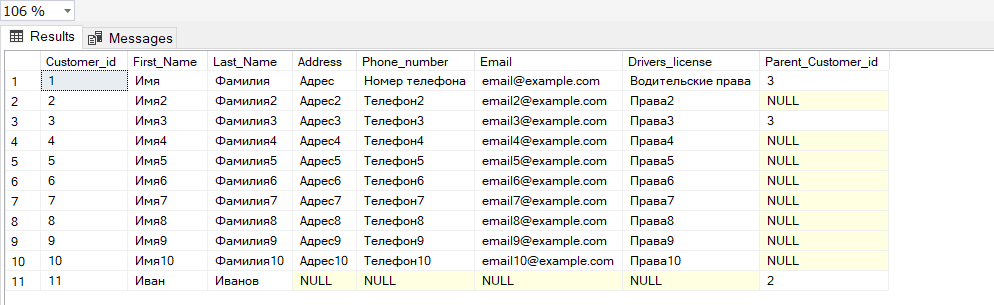 106 %
Results Messages
Customer_id First_Name Last_Name Address Phone_number Email Drivers_license Parent_Customer_id
1 1 Имя Фамилия Адрес Номер телефона email@example.com Водительские права 3
2 2 Имя2 Фамилия2 Адрес2 Телефон2 email2@example.com Права2 NULL
3 3 Имя3 Фамилия3 Адрес3 Телефон3 email3@example.com Права3 3
4 4 Имя4 Фамилия4 Адрес4 Телефон4 email4@example.com Права4 NULL
5 5 Имя5 Фамилия5 Адрес5 Телефон5 email5@example.com Права5 NULL
6 6 Имя6 Фамилия6 Адрес6 Телефон6 email6@example.com Права6 NULL
7 7 Имя7 Фамилия7 Адрес7 Телефон7 email7@example.com Права7 NULL
8 8 Имя8 Фамилия8 Адрес8 Телефон8 email8@example.com Права8 NULL
9 9 Имя9 Фамилия9 Адрес9 Телефон9 email9@example.com Права9 NULL
10 10 Имя10 Фамилия10 Адрес10 Телефон10 email10@example.com Права10 NULL
11 11 Иван Иванов NULL NULL NULL NULL 2